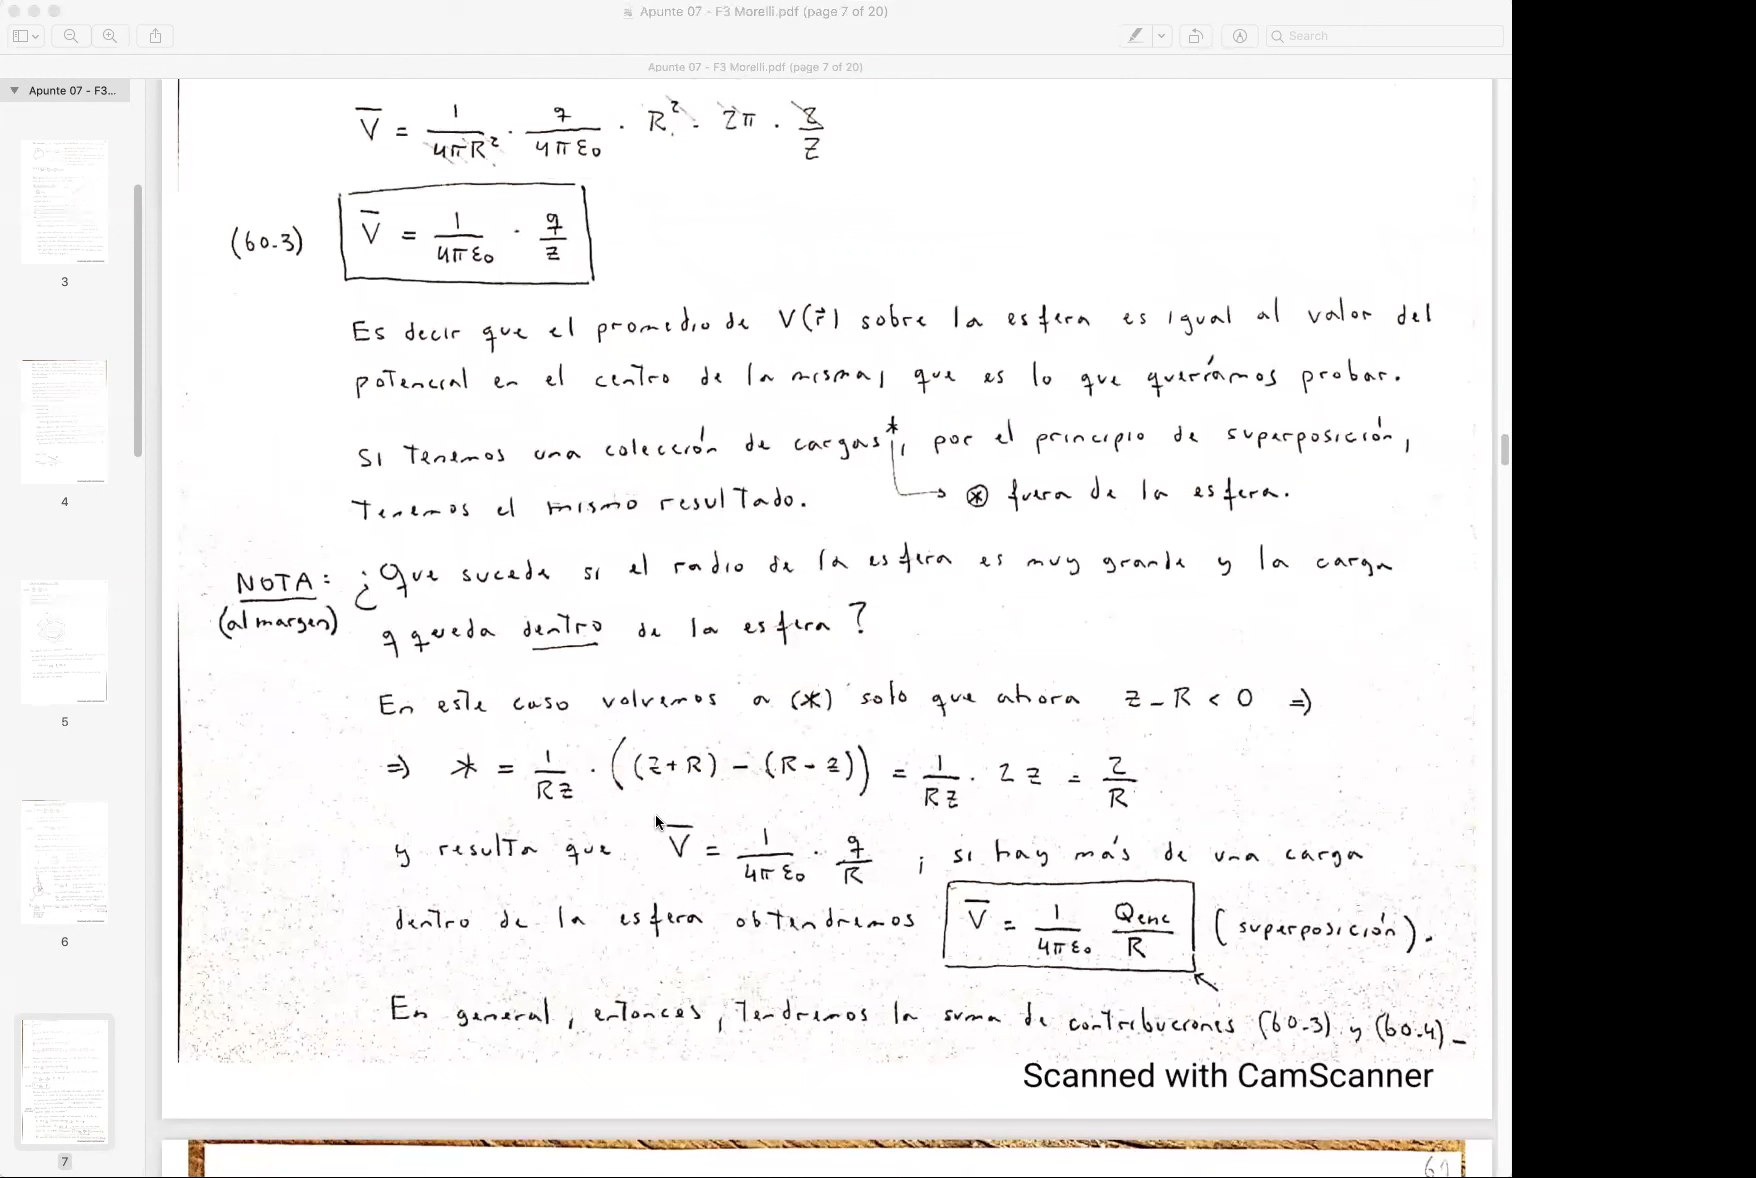 Apunte 07 - F3 Morelli.pdf (page 7 of 20)
Search
Apunte 07 - F3 Morelli.pdf (page 7 of 20)
Apunte 07 - F3...
3
4
5
6
7
V̅ = 1/(4πR²) · q/(4πε₀) · R² · 2π · 2/z
(60.3) V̅ = 1/(4πε₀) · q/z
Es decir que el promedio de V(r⃗) sobre la esfera es igual al valor del
potencial en el centro de la misma, que es lo que queríamos probar.
Si tenemos una colección de cargas*, por el principio de superposición,
tenemos el mismo resultado. → ⊛ fuera de la esfera.
NOTA: ¿Que sucede si el radio de la esfera es muy grande y la carga
(al margen) q queda dentro de la esfera?
En este caso volvemos a (*) solo que ahora z - R < 0 ⇒
⇒ * = 1/(Rz) · ((z+R) - (R-z)) = 1/(Rz) · 2z = 2/R
y resulta que V̅ = 1/(4πε₀) · q/R ; si hay más de una carga
dentro de la esfera obtendremos V̅ = 1/(4πε₀) Qenc/R (superposición).
En general, entonces, tendremos la suma de contribuciones (60.3) y (60.4)-
Scanned with CamScanner
61